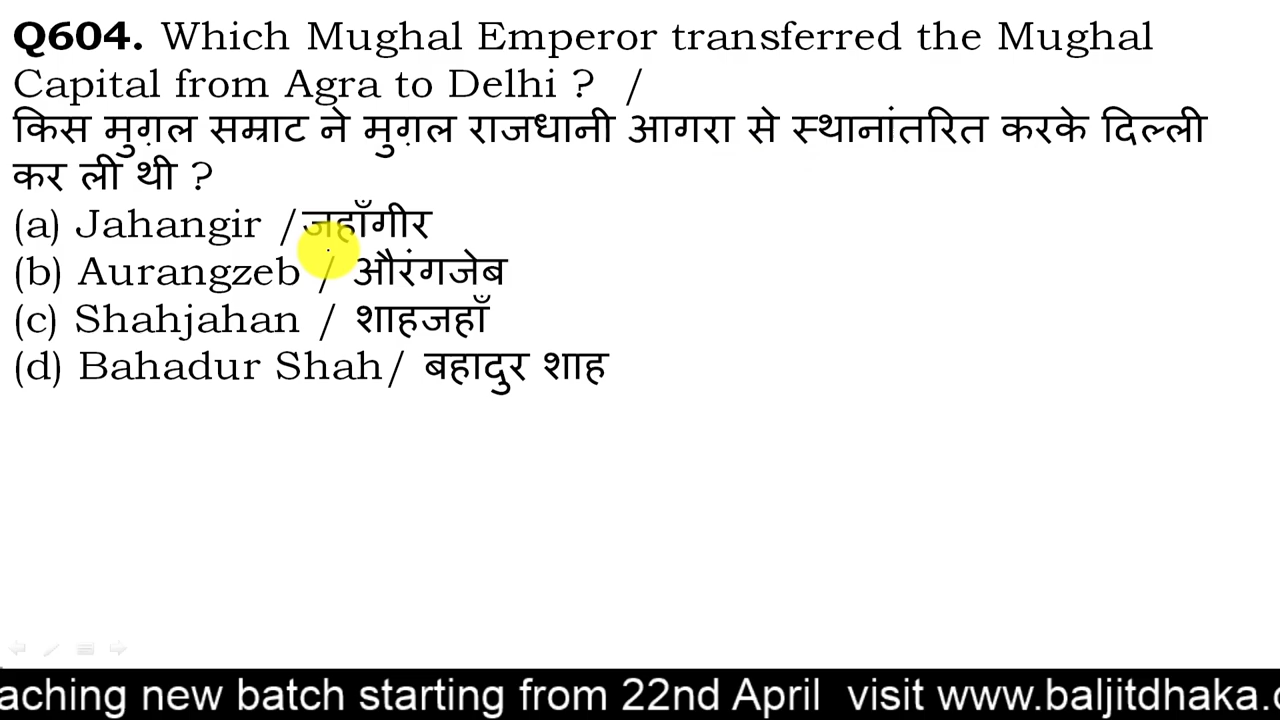 Q604. Which Mughal Emperor transferred the Mughal
Capital from Agra to Delhi ? /
किस मुग़ल सम्राट ने मुग़ल राजधानी आगरा से स्थानांतरित करके दिल्ली
कर ली थी ?
(a) Jahangir /जहाँगीर
(b) Aurangzeb / औरंगजेब
(c) Shahjahan / शाहजहाँ
(d) Bahadur Shah/ बहादुर शाह
aching new batch starting from 22nd April visit www.baljitdhaka.c